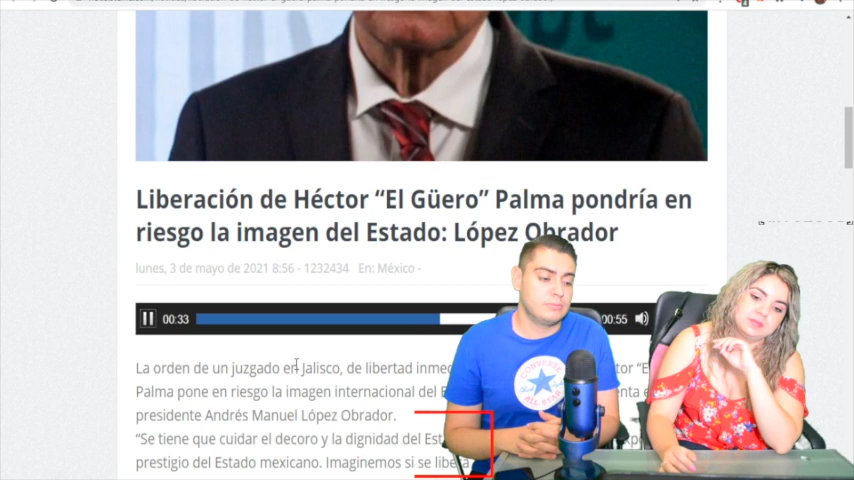 Liberación de Héctor “El Güero” Palma pondría en
riesgo la imagen del Estado: López Obrador
lunes, 3 de mayo de 2021 8:56 - 1232434 En: México -
00:33
00:55
La orden de un juzgado en Jalisco, de libertad
Palma pone en riesgo la imagen internacional del
presidente Andrés Manuel López Obrador.
“Se tiene que cuidar el decoro y la dignidad del
prestigio del Estado mexicano. Imaginemos si se
CONVERSE
ALL STAR